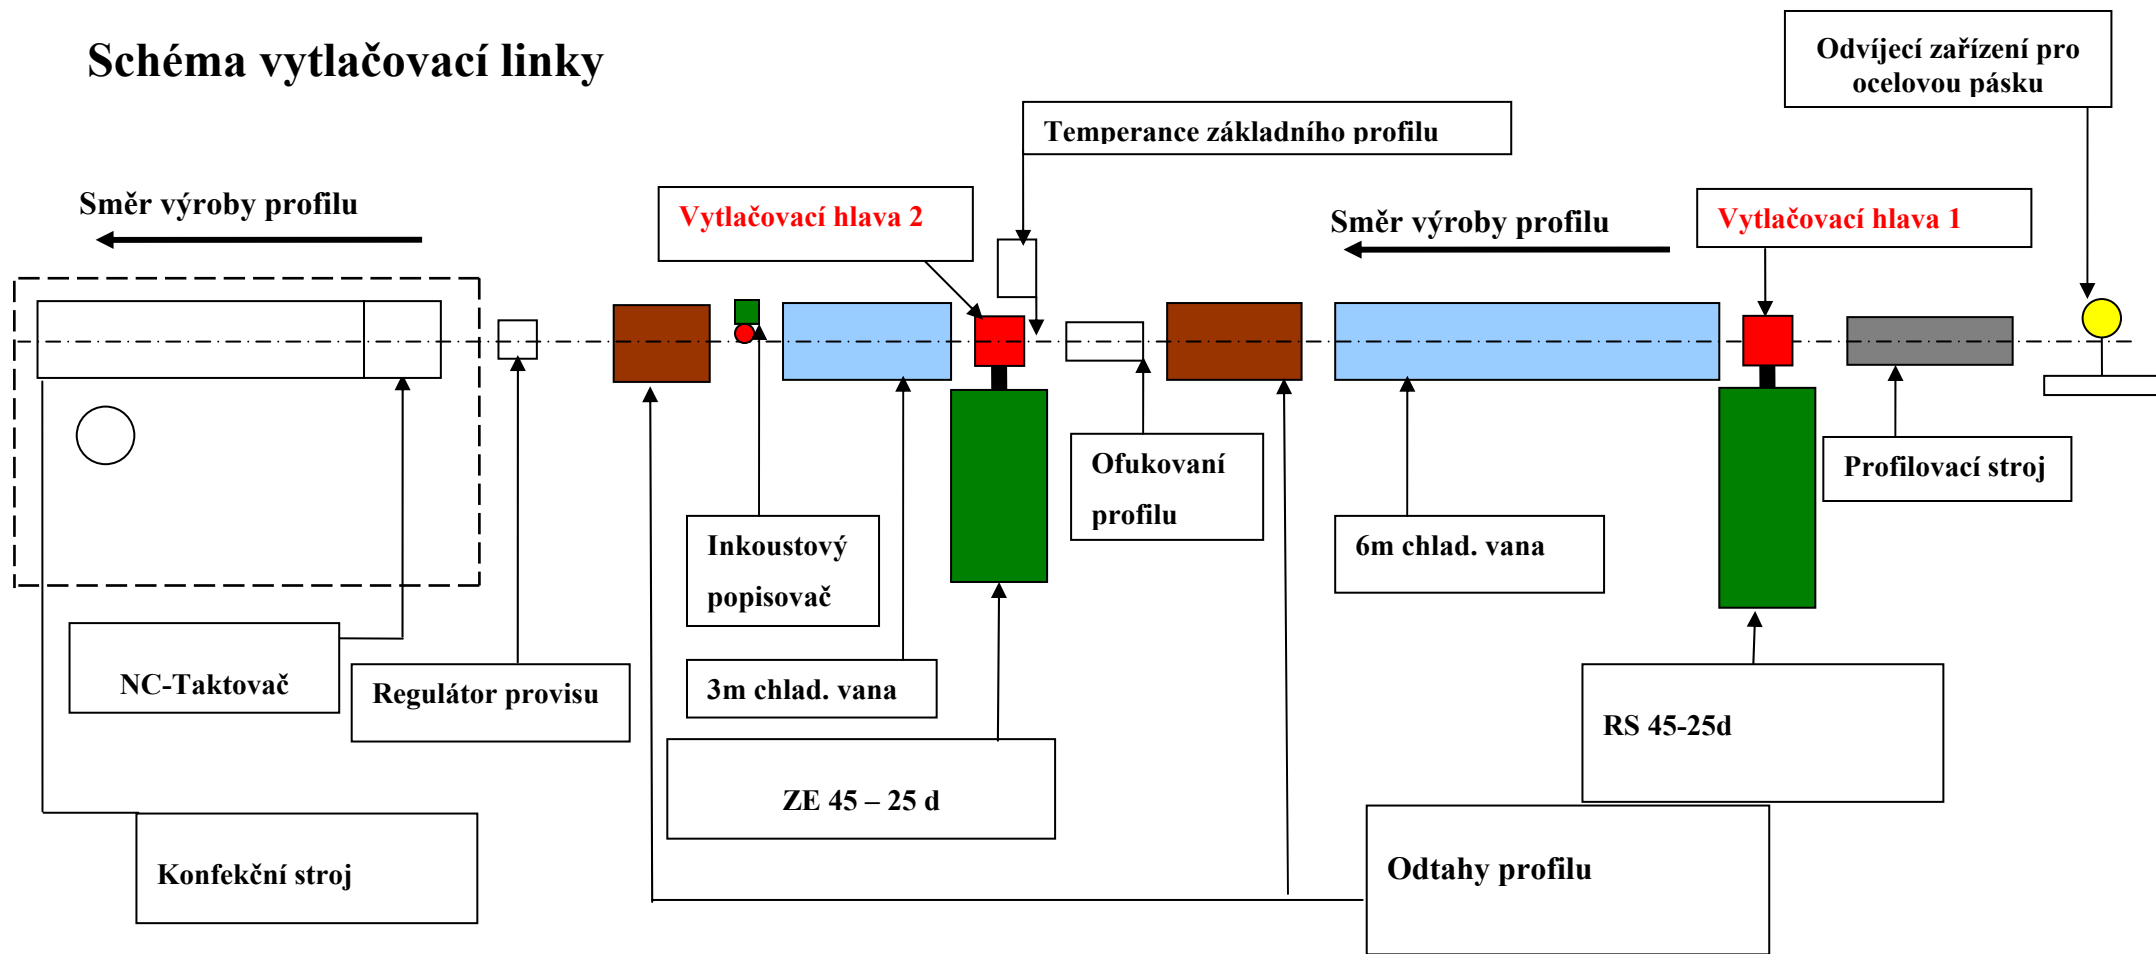 Schéma vytlačovací linky
Odvíjecí zařízení pro
ocelovou pásku
Temperance základního profilu
Směr výroby profilu
Vytlačovací hlava 2
Směr výroby profilu
Vytlačovací hlava 1
Ofukovaní
profilu
Profilovací stroj
Inkoustový
popisovač
6m chlad. vana
NC-Taktovač
Regulátor provisu
3m chlad. vana
RS 45-25d
ZE 45 – 25 d
Konfekční stroj
Odtahy profilu